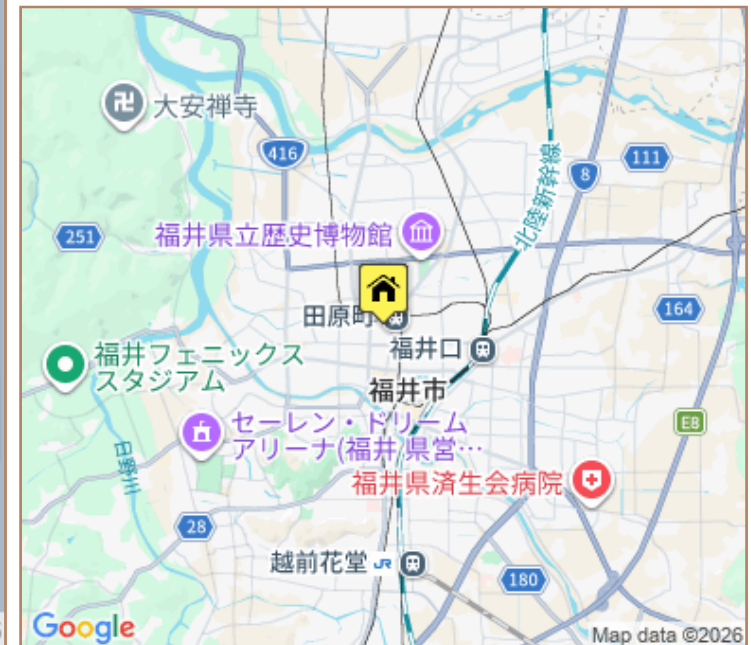 大安禅寺
416
111
8
北陸新幹線
251
福井県立歴史博物館
田原町
164
福井口
福井フェニックス
スタジアム
福井市
セーレン・ドリーム
アリーナ(福井 県営…
E8
日野川
福井県済生会病院
28
越前花堂 JR
180
Google
Map data ©2026